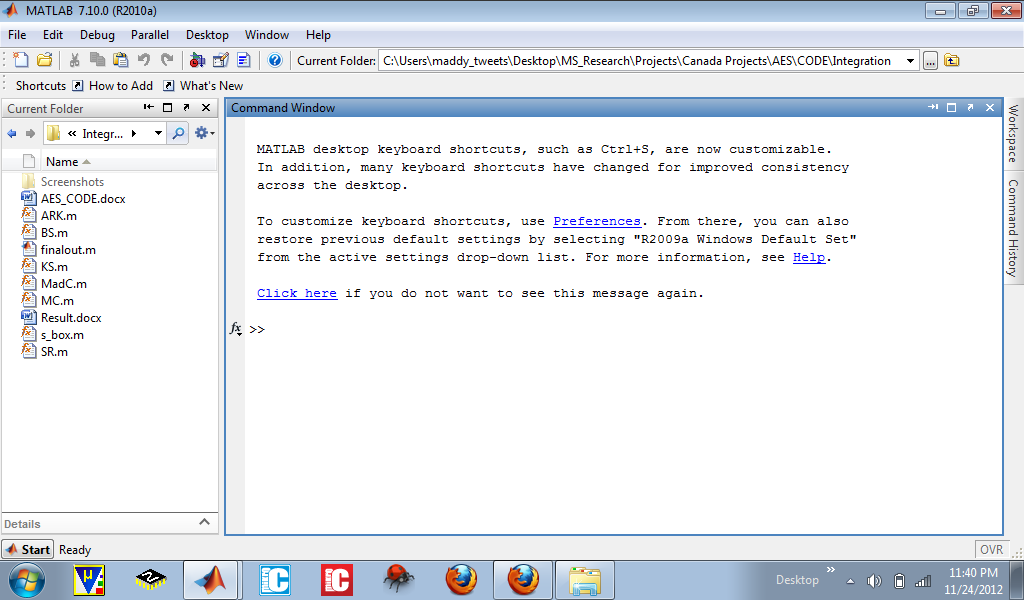 MATLAB 7.10.0 (R2010a)
File Edit Debug Parallel Desktop Window Help
Current Folder: C:\Users\maddy_tweets\Desktop\MS_Research\Projects\Canada Projects\AES\CODE\Integration
Shortcuts How to Add What's New
Current Folder
« Integr...
Name
Screenshots
AES_CODE.docx
ARK.m
BS.m
finalout.m
KS.m
MadC.m
MC.m
Result.docx
s_box.m
SR.m
Details
Command Window
MATLAB desktop keyboard shortcuts, such as Ctrl+S, are now customizable.
In addition, many keyboard shortcuts have changed for improved consistency
across the desktop.
To customize keyboard shortcuts, use Preferences. From there, you can also
restore previous default settings by selecting "R2009a Windows Default Set"
from the active settings drop-down list. For more information, see Help.
Click here if you do not want to see this message again.
fx >>
Workspace
Command History
Start Ready
OVR
Desktop »
11:40 PM
11/24/2012